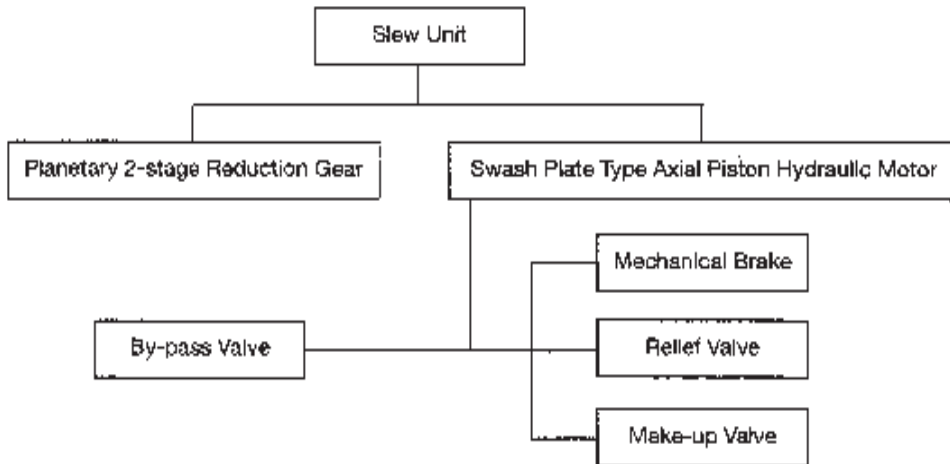 Slew Unit
Planetary 2-stage Reduction Gear
Swash Plate Type Axial Piston Hydraulic Motor
Mechanical Brake
By-pass Valve
Relief Valve
Make-up Valve